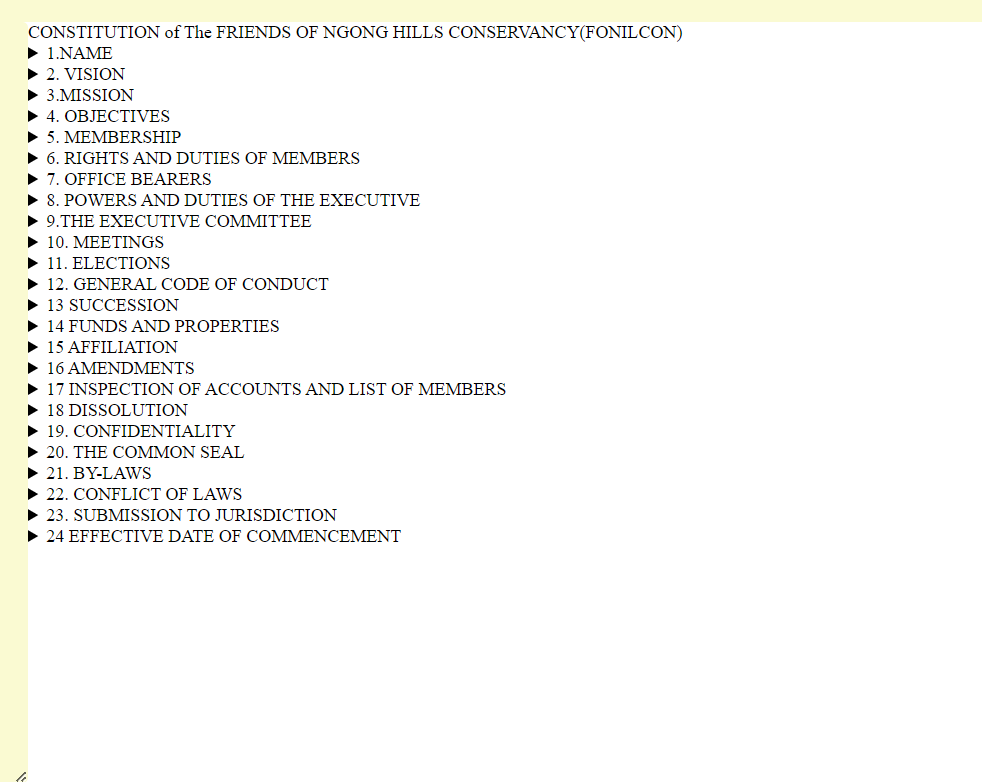 CONSTITUTION of The FRIENDS OF NGONG HILLS CONSERVANCY(FONILCON)
1.NAME
2. VISION
3.MISSION
4. OBJECTIVES
5. MEMBERSHIP
6. RIGHTS AND DUTIES OF MEMBERS
7. OFFICE BEARERS
8. POWERS AND DUTIES OF THE EXECUTIVE
9.THE EXECUTIVE COMMITTEE
10. MEETINGS
11. ELECTIONS
12. GENERAL CODE OF CONDUCT
13 SUCCESSION
14 FUNDS AND PROPERTIES
15 AFFILIATION
16 AMENDMENTS
17 INSPECTION OF ACCOUNTS AND LIST OF MEMBERS
18 DISSOLUTION
19. CONFIDENTIALITY
20. THE COMMON SEAL
21. BY-LAWS
22. CONFLICT OF LAWS
23. SUBMISSION TO JURISDICTION
24 EFFECTIVE DATE OF COMMENCEMENT